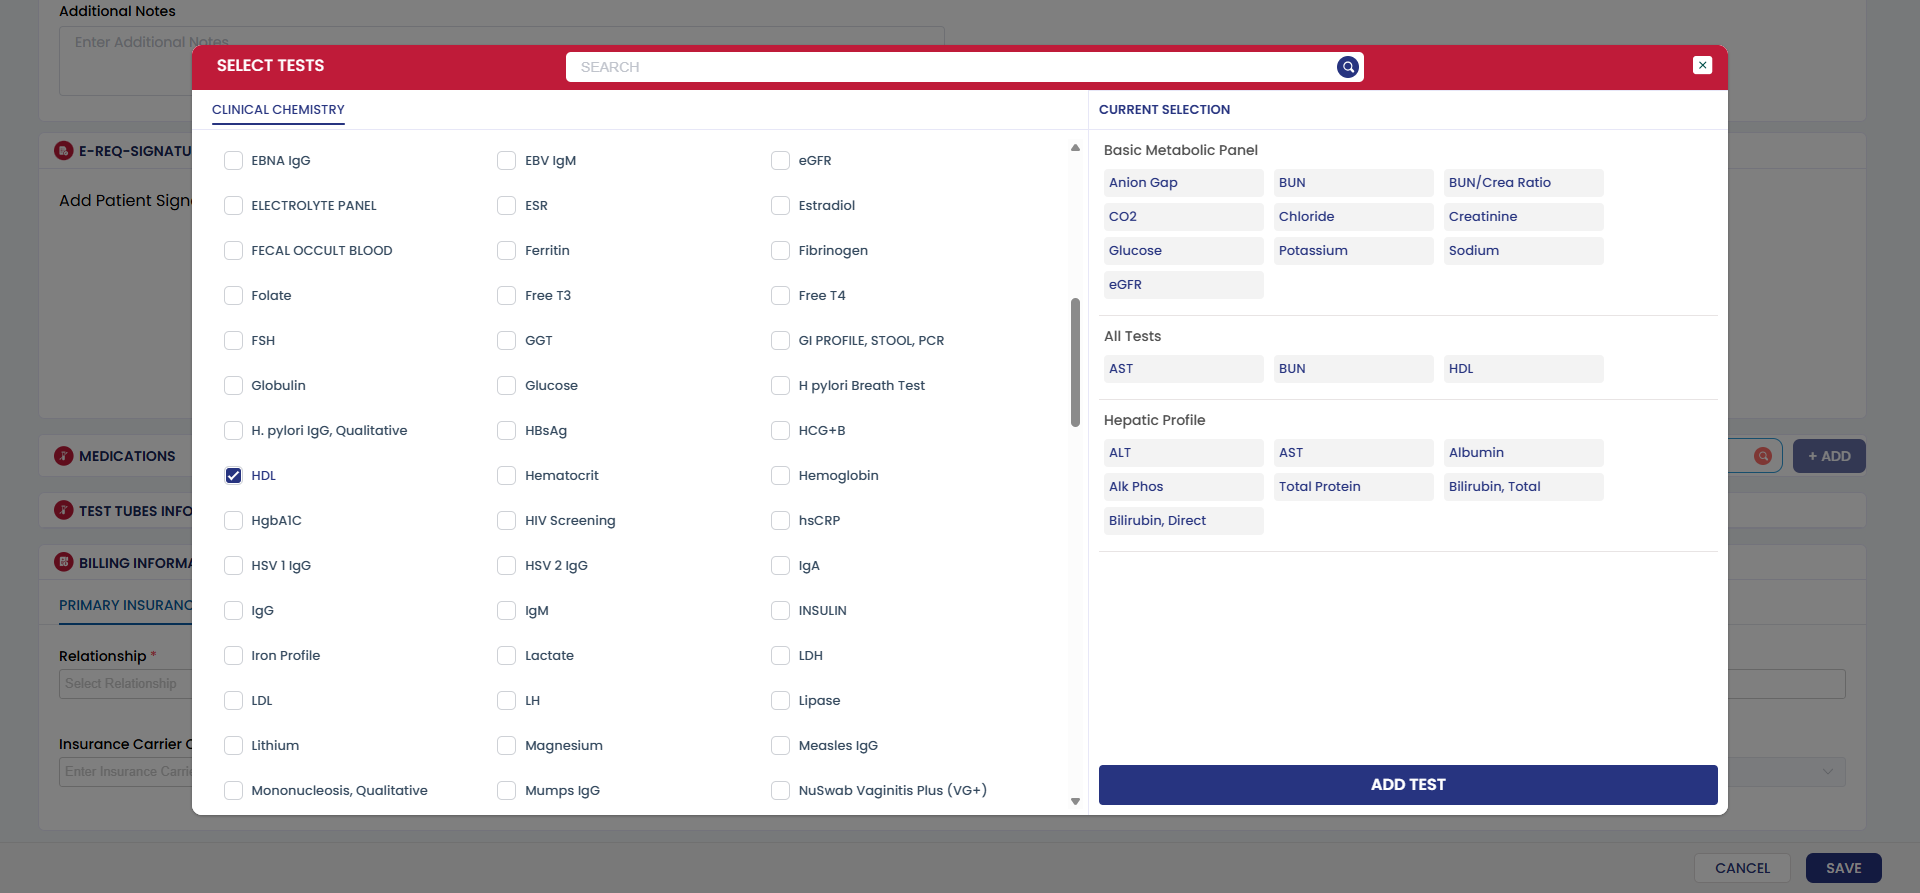 Additional Notes
Enter Additional Notes
SELECT TESTS
SEARCH
CLINICAL CHEMISTRY
CURRENT SELECTION
EBNA IgG
EBV IgM
eGFR
ELECTROLYTE PANEL
ESR
Estradiol
FECAL OCCULT BLOOD
Ferritin
Fibrinogen
Folate
Free T3
Free T4
FSH
GGT
GI PROFILE, STOOL, PCR
Globulin
Glucose
H pylori Breath Test
H. pylori IgG, Qualitative
HBsAg
HCG+B
HDL
Hematocrit
Hemoglobin
HgbA1C
HIV Screening
hsCRP
HSV 1 IgG
HSV 2 IgG
IgA
IgG
IgM
INSULIN
Iron Profile
Lactate
LDH
LDL
LH
Lipase
Lithium
Magnesium
Measles IgG
Mononucleosis, Qualitative
Mumps IgG
NuSwab Vaginitis Plus (VG+)
Basic Metabolic Panel
Anion Gap
BUN
BUN/Crea Ratio
CO2
Chloride
Creatinine
Glucose
Potassium
Sodium
eGFR
All Tests
AST
BUN
HDL
Hepatic Profile
ALT
AST
Albumin
Alk Phos
Total Protein
Bilirubin, Total
Bilirubin, Direct
ADD TEST
E-REQ-SIGNATU
Add Patient Sign
MEDICATIONS
+ ADD
TEST TUBES INFO
BILLING INFORMA
PRIMARY INSURANC
Relationship *
Select Relationship
Insurance Carrier C
Enter Insurance Carrie
CANCEL
SAVE